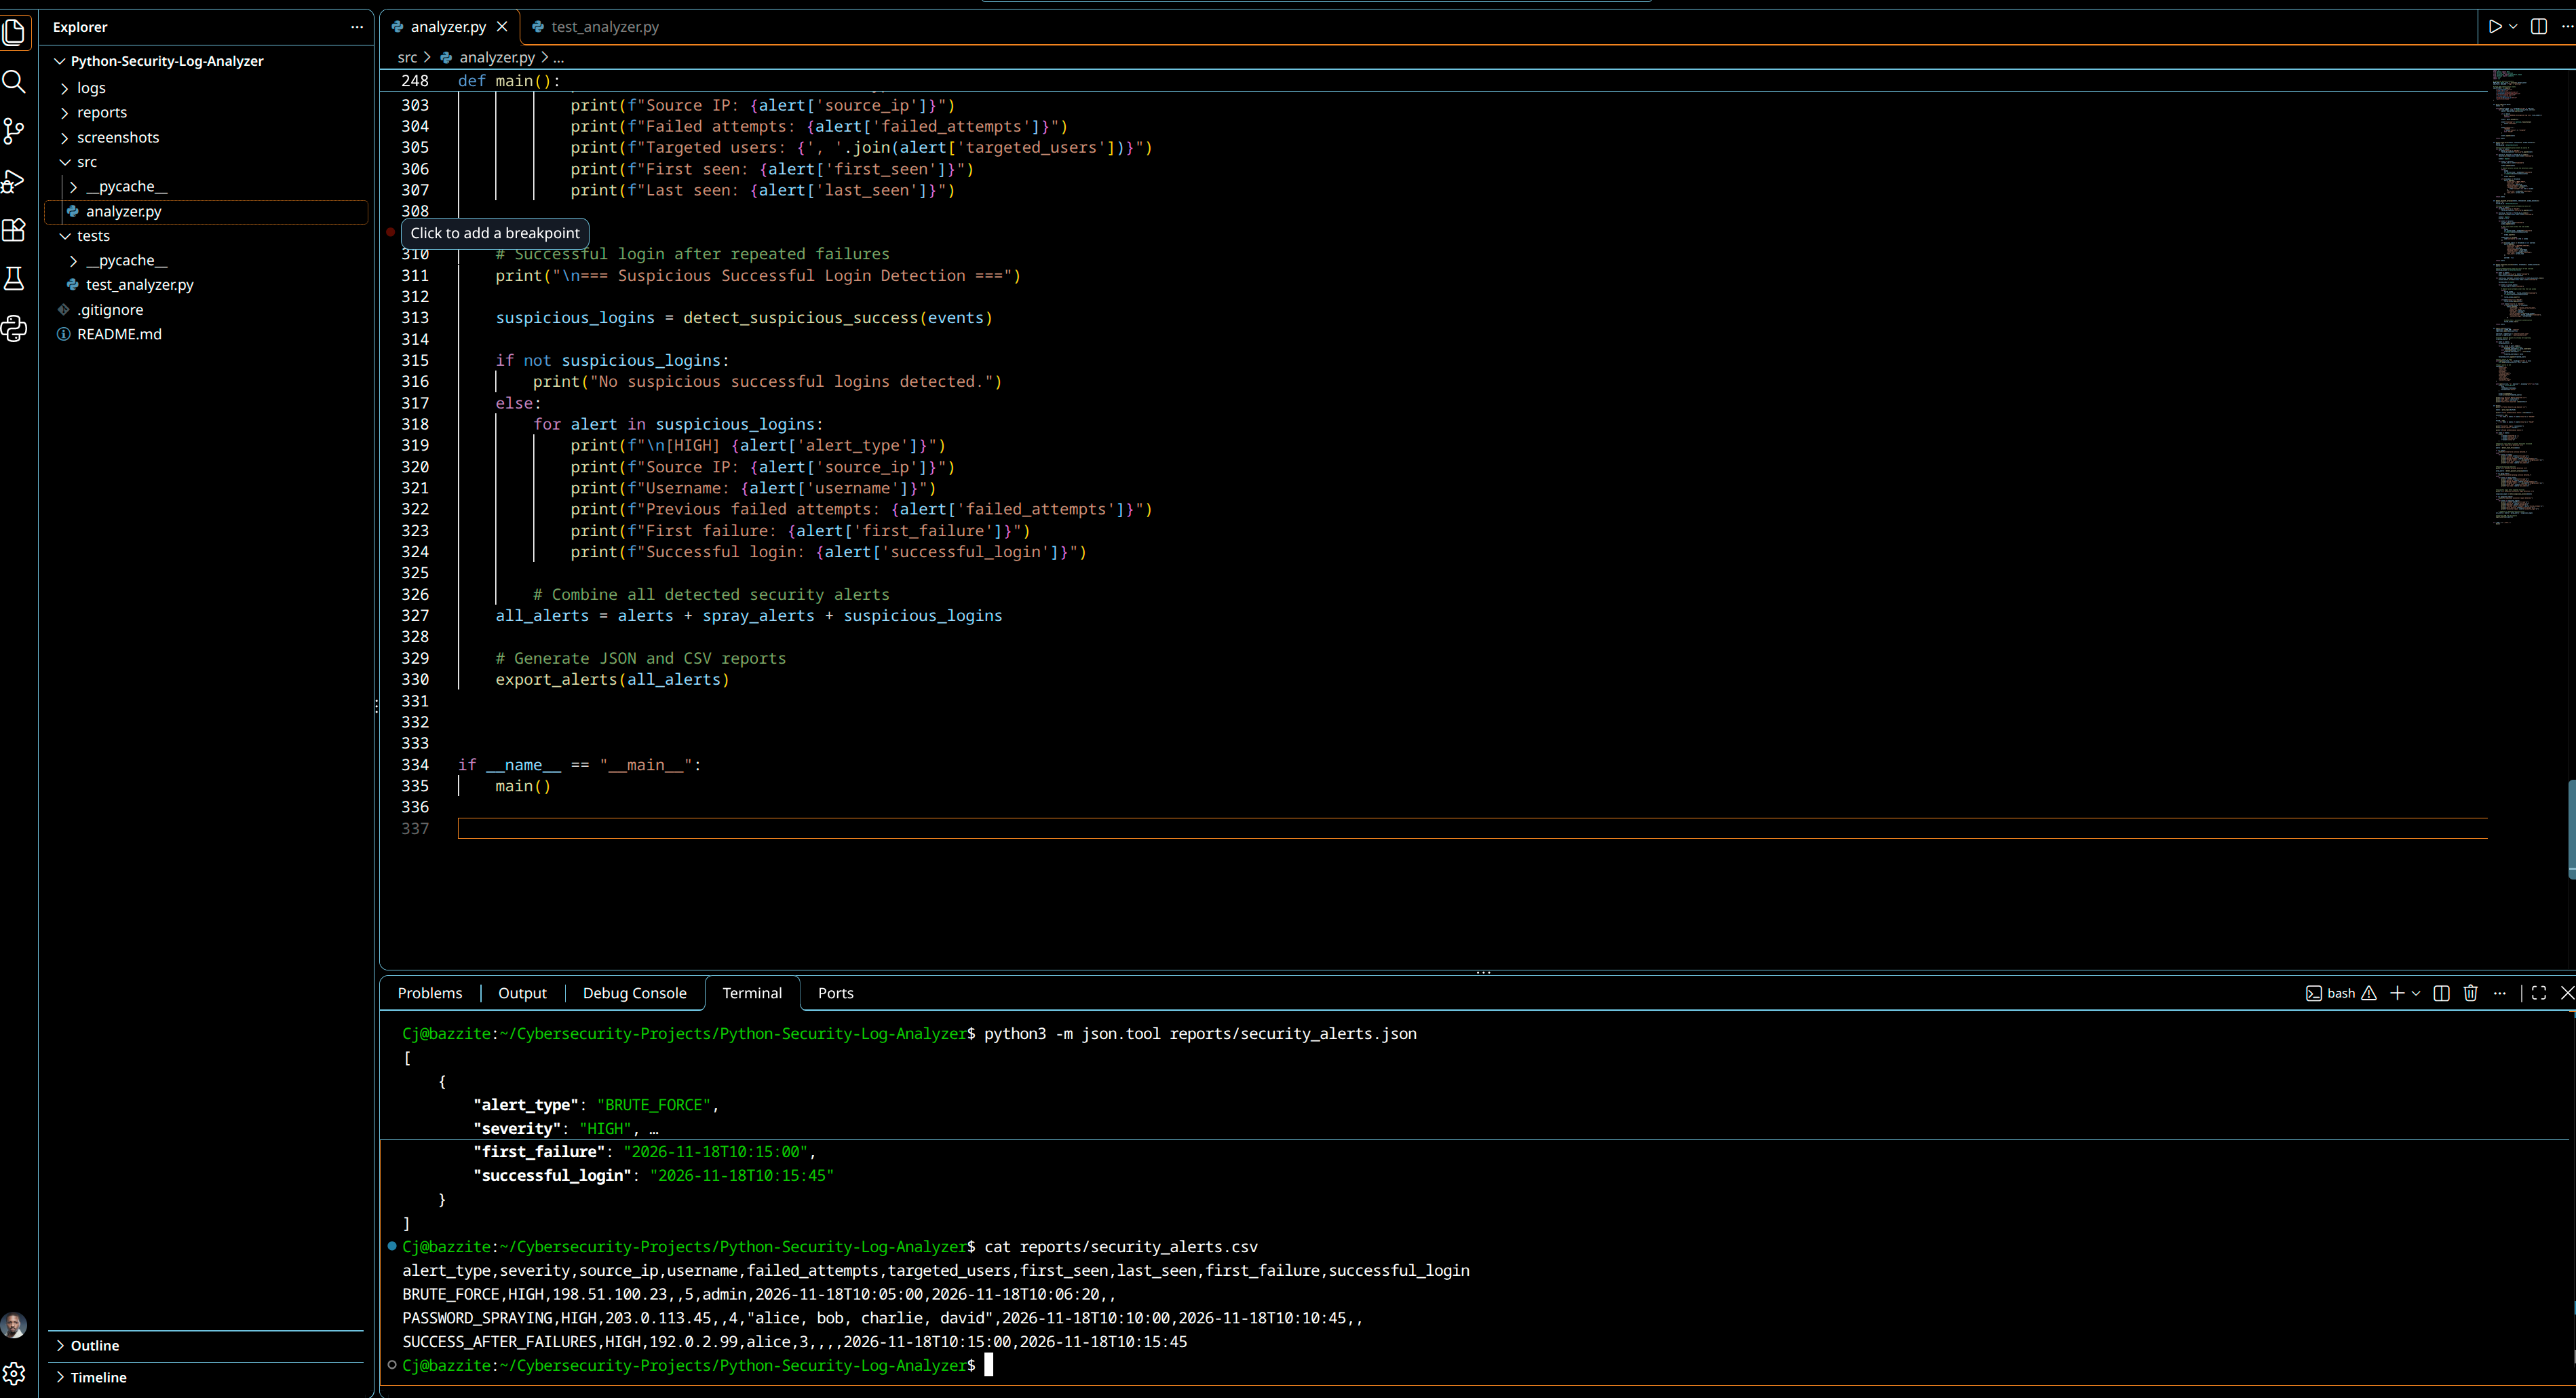 Explorer
Python-Security-Log-Analyzer
logs
reports
screenshots
src
__pycache__
analyzer.py
tests
__pycache__
test_analyzer.py
.gitignore
README.md
Outline
Timeline
analyzer.py
test_analyzer.py
src > analyzer.py > ...
248 def main():
303 print(f"Source IP: {alert['source_ip']}")
304 print(f"Failed attempts: {alert['failed_attempts']}")
305 print(f"Targeted users: {', '.join(alert['targeted_users'])}")
306 print(f"First seen: {alert['first_seen']}")
307 print(f"Last seen: {alert['last_seen']}")
308
Click to add a breakpoint
310 # Successful login after repeated failures
311 print("\n=== Suspicious Successful Login Detection ===")
312
313 suspicious_logins = detect_suspicious_success(events)
314
315 if not suspicious_logins:
316 print("No suspicious successful logins detected.")
317 else:
318 for alert in suspicious_logins:
319 print(f"\n[HIGH] {alert['alert_type']}")
320 print(f"Source IP: {alert['source_ip']}")
321 print(f"Username: {alert['username']}")
322 print(f"Previous failed attempts: {alert['failed_attempts']}")
323 print(f"First failure: {alert['first_failure']}")
324 print(f"Successful login: {alert['successful_login']}")
325
326 # Combine all detected security alerts
327 all_alerts = alerts + spray_alerts + suspicious_logins
328
329 # Generate JSON and CSV reports
330 export_alerts(all_alerts)
331
332
333
334 if __name__ == "__main__":
335 main()
336
337
Problems Output Debug Console Terminal Ports
bash
Cj@bazzite:~/Cybersecurity-Projects/Python-Security-Log-Analyzer$ python3 -m json.tool reports/security_alerts.json
[
{
"alert_type": "BRUTE_FORCE",
"severity": "HIGH", …
"first_failure": "2026-11-18T10:15:00",
"successful_login": "2026-11-18T10:15:45"
}
]
Cj@bazzite:~/Cybersecurity-Projects/Python-Security-Log-Analyzer$ cat reports/security_alerts.csv
alert_type,severity,source_ip,username,failed_attempts,targeted_users,first_seen,last_seen,first_failure,successful_login
BRUTE_FORCE,HIGH,198.51.100.23,,5,admin,2026-11-18T10:05:00,2026-11-18T10:06:20,,
PASSWORD_SPRAYING,HIGH,203.0.113.45,,4,"alice, bob, charlie, david",2026-11-18T10:10:00,2026-11-18T10:10:45,,
SUCCESS_AFTER_FAILURES,HIGH,192.0.2.99,alice,3,,,,2026-11-18T10:15:00,2026-11-18T10:15:45
Cj@bazzite:~/Cybersecurity-Projects/Python-Security-Log-Analyzer$